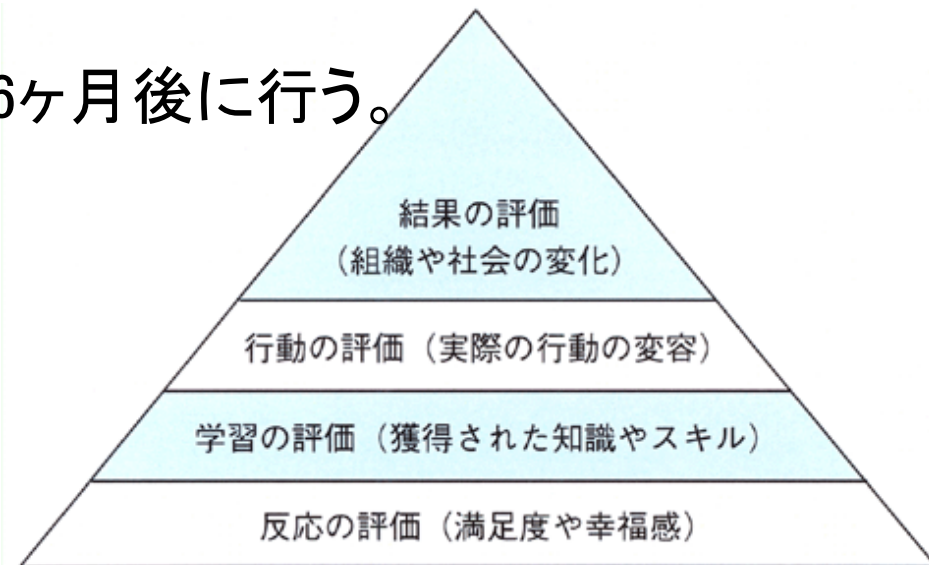 6ヶ月後に行う。
結果の評価
（組織や社会の変化）
行動の評価（実際の行動の変容）
学習の評価（獲得された知識やスキル）
反応の評価（満足度や幸福感）